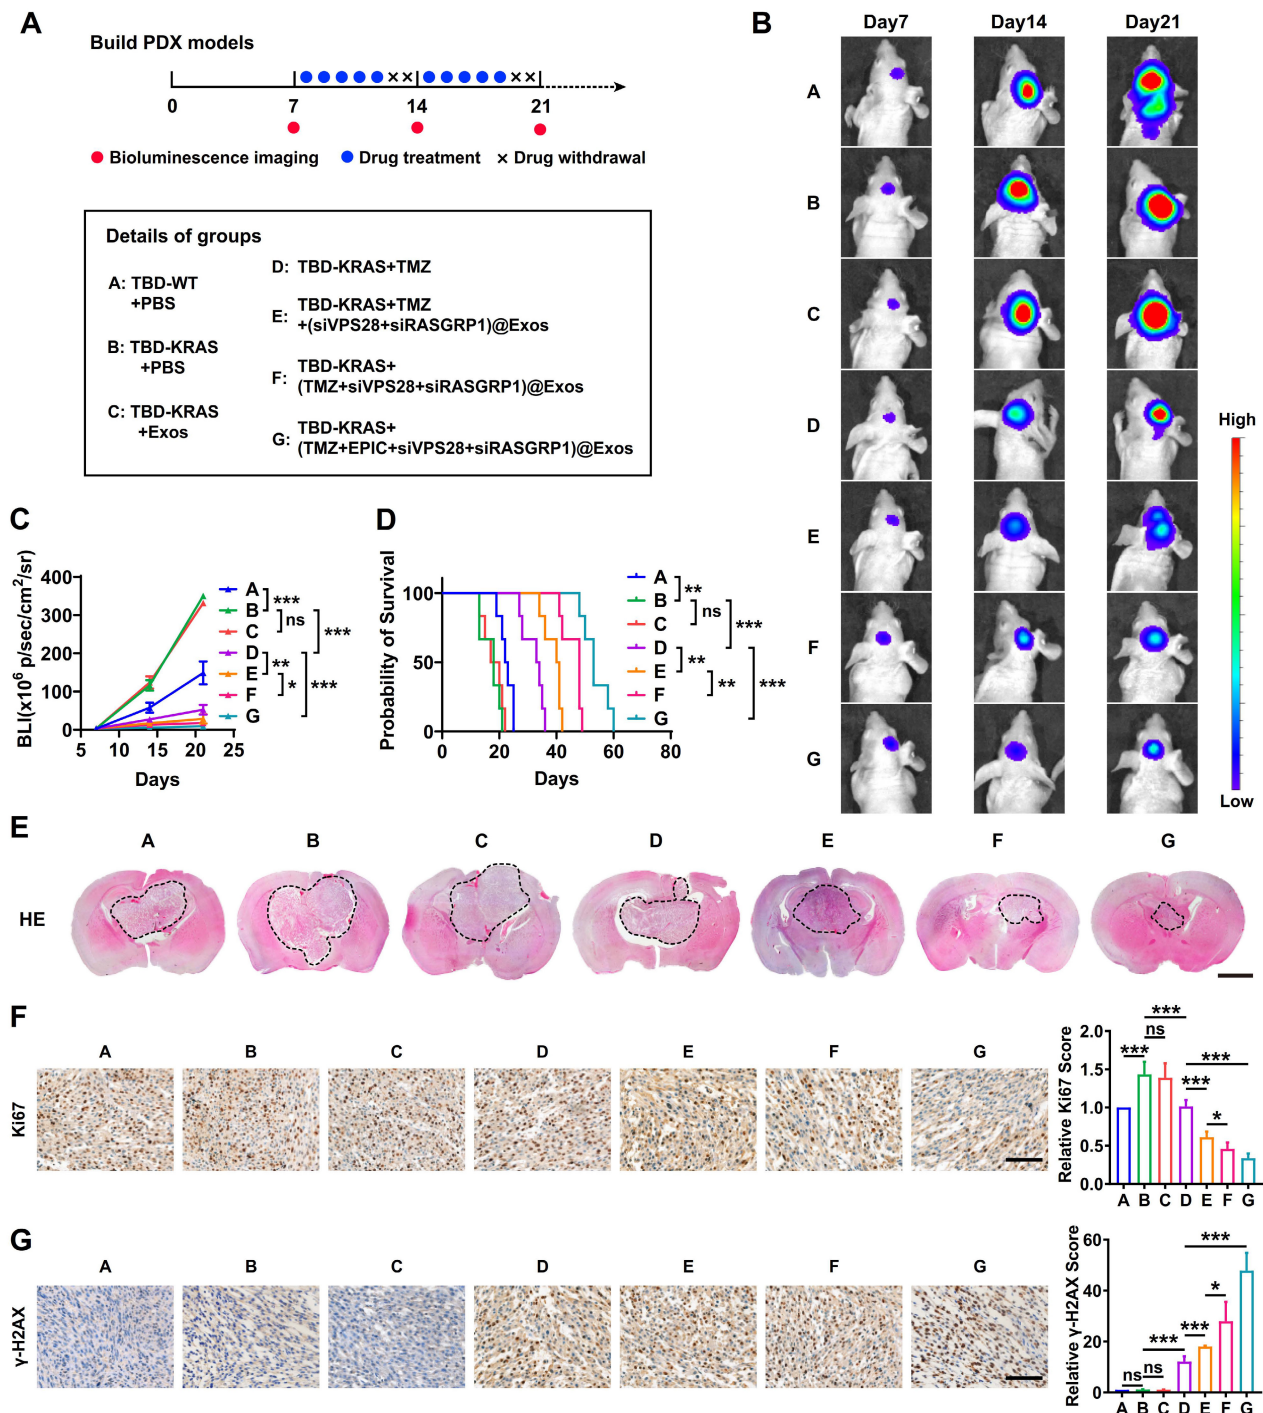 A
Build PDX models
0 7 14 21
Bioluminescence imaging Drug treatment × Drug withdrawal
Details of groups
A: TBD-WT
+PBS
B: TBD-KRAS
+PBS
C: TBD-KRAS
+Exos
D: TBD-KRAS+TMZ
E: TBD-KRAS+TMZ
+(siVPS28+siRASGRP1)@Exos
F: TBD-KRAS+
(TMZ+siVPS28+siRASGRP1)@Exos
G: TBD-KRAS+
(TMZ+EPIC+siVPS28+siRASGRP1)@Exos
B
Day7 Day14 Day21
A
B
C
D
E
F
G
High
Low
C
BLI(x10⁶ p/sec/cm²/sr)
400
300
200
100
0
5 10 15 20 25
Days
A
B
C
D
E
F
G
***
ns
***
**
*
***
D
Probability of Survival
100
50
0
0 20 40 60 80
Days
A
B
C
D
E
F
G
**
ns
***
**
**
***
E
A B C D E F G
HE
F
A B C D E F G
Ki67
Relative Ki67 Score
2.0
1.5
1.0
0.5
0.0
***
ns
***
***
***
*
A B C D E F G
G
A B C D E F G
γ-H2AX
Relative γ-H2AX Score
60
40
20
0
***
*
***
***
ns ns
A B C D E F G